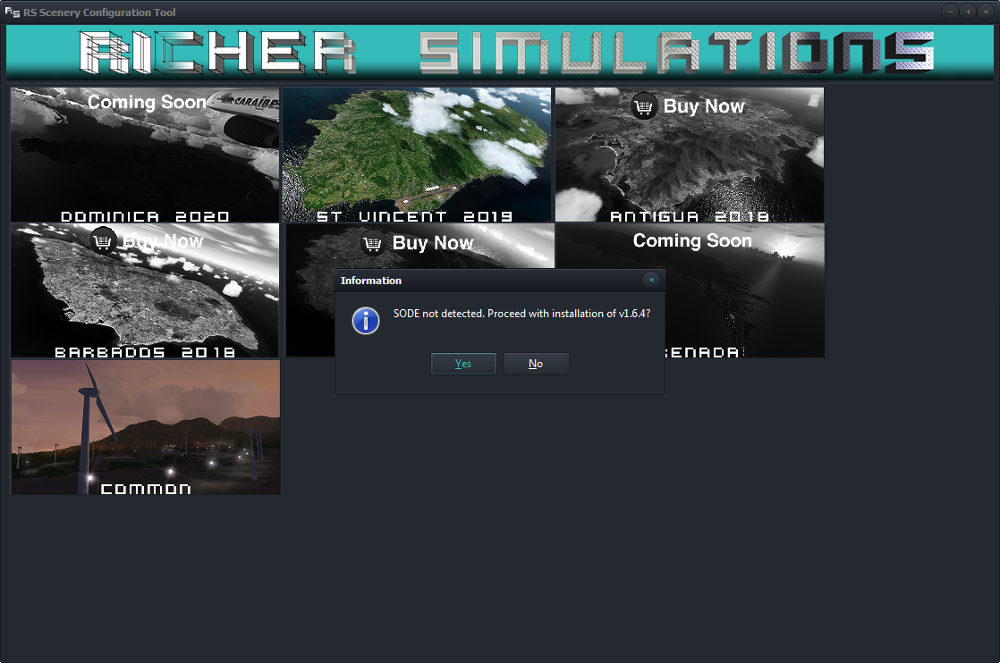 RS RS Scenery Configuration Tool
RICHER SIMULATIONS
Coming Soon
AIR CARAÏBES
DOMINICA 2020
ST VINCENT 2019
Buy Now
ANTIGUA 2018
Buy Now
BARBADOS 2018
Buy Now
Coming Soon
ENADA
Information
SODE not detected. Proceed with installation of v1.6.4?
Yes
No
COMMON